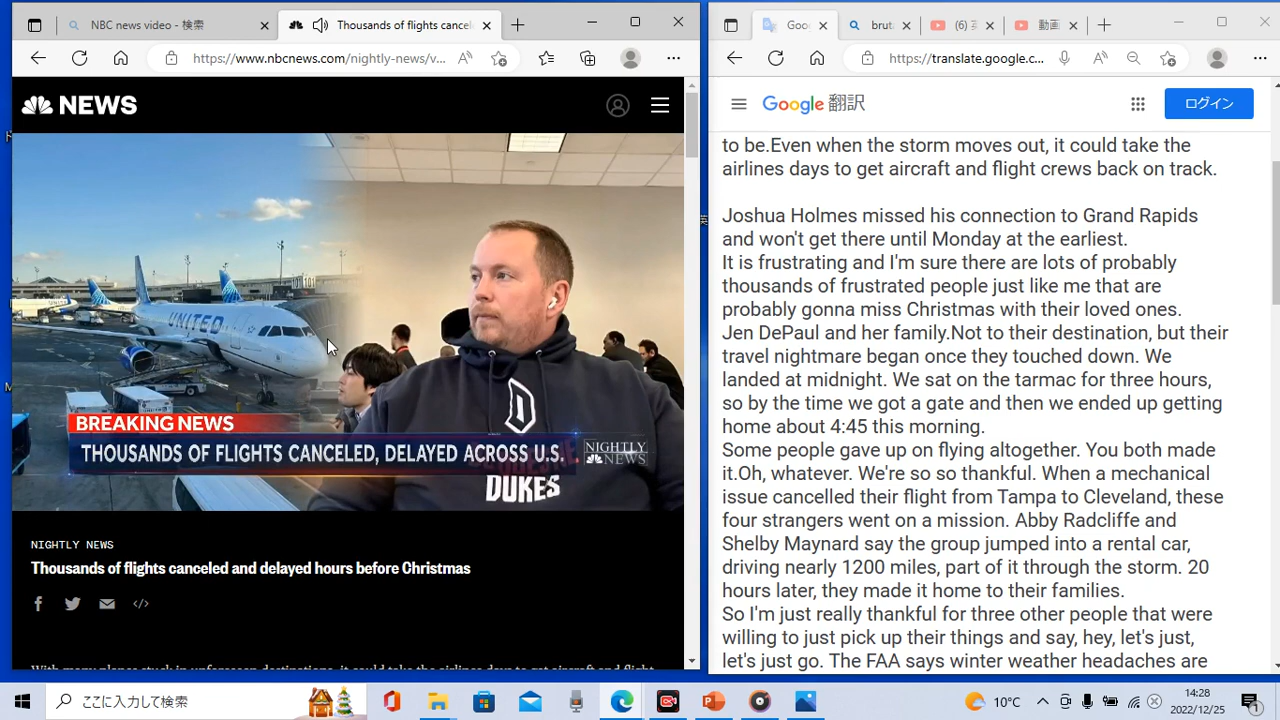 NBC news video - 検索
Thousands of flights cancel
https://www.nbcnews.com/nightly-news/v...
NEWS
UNITED
BREAKING NEWS
THOUSANDS OF FLIGHTS CANCELED, DELAYED ACROSS U.S.
NIGHTLY
NEWS
D
DUKES
NIGHTLY NEWS
Thousands of flights canceled and delayed hours before Christmas
Goo
brut
(6)
動画
https://translate.google.c...
Google 翻訳
ログイン
to be.Even when the storm moves out, it could take the
airlines days to get aircraft and flight crews back on track.
Joshua Holmes missed his connection to Grand Rapids
and won't get there until Monday at the earliest.
It is frustrating and I'm sure there are lots of probably
thousands of frustrated people just like me that are
probably gonna miss Christmas with their loved ones.
Jen DePaul and her family.Not to their destination, but their
travel nightmare began once they touched down. We
landed at midnight. We sat on the tarmac for three hours,
so by the time we got a gate and then we ended up getting
home about 4:45 this morning.
Some people gave up on flying altogether. You both made
it.Oh, whatever. We're so so thankful. When a mechanical
issue cancelled their flight from Tampa to Cleveland, these
four strangers went on a mission. Abby Radcliffe and
Shelby Maynard say the group jumped into a rental car,
driving nearly 1200 miles, part of it through the storm. 20
hours later, they made it home to their families.
So I'm just really thankful for three other people that were
willing to just pick up their things and say, hey, let's just,
let's just go. The FAA says winter weather headaches are
ここに入力して検索
10°C
14:28
2022/12/25